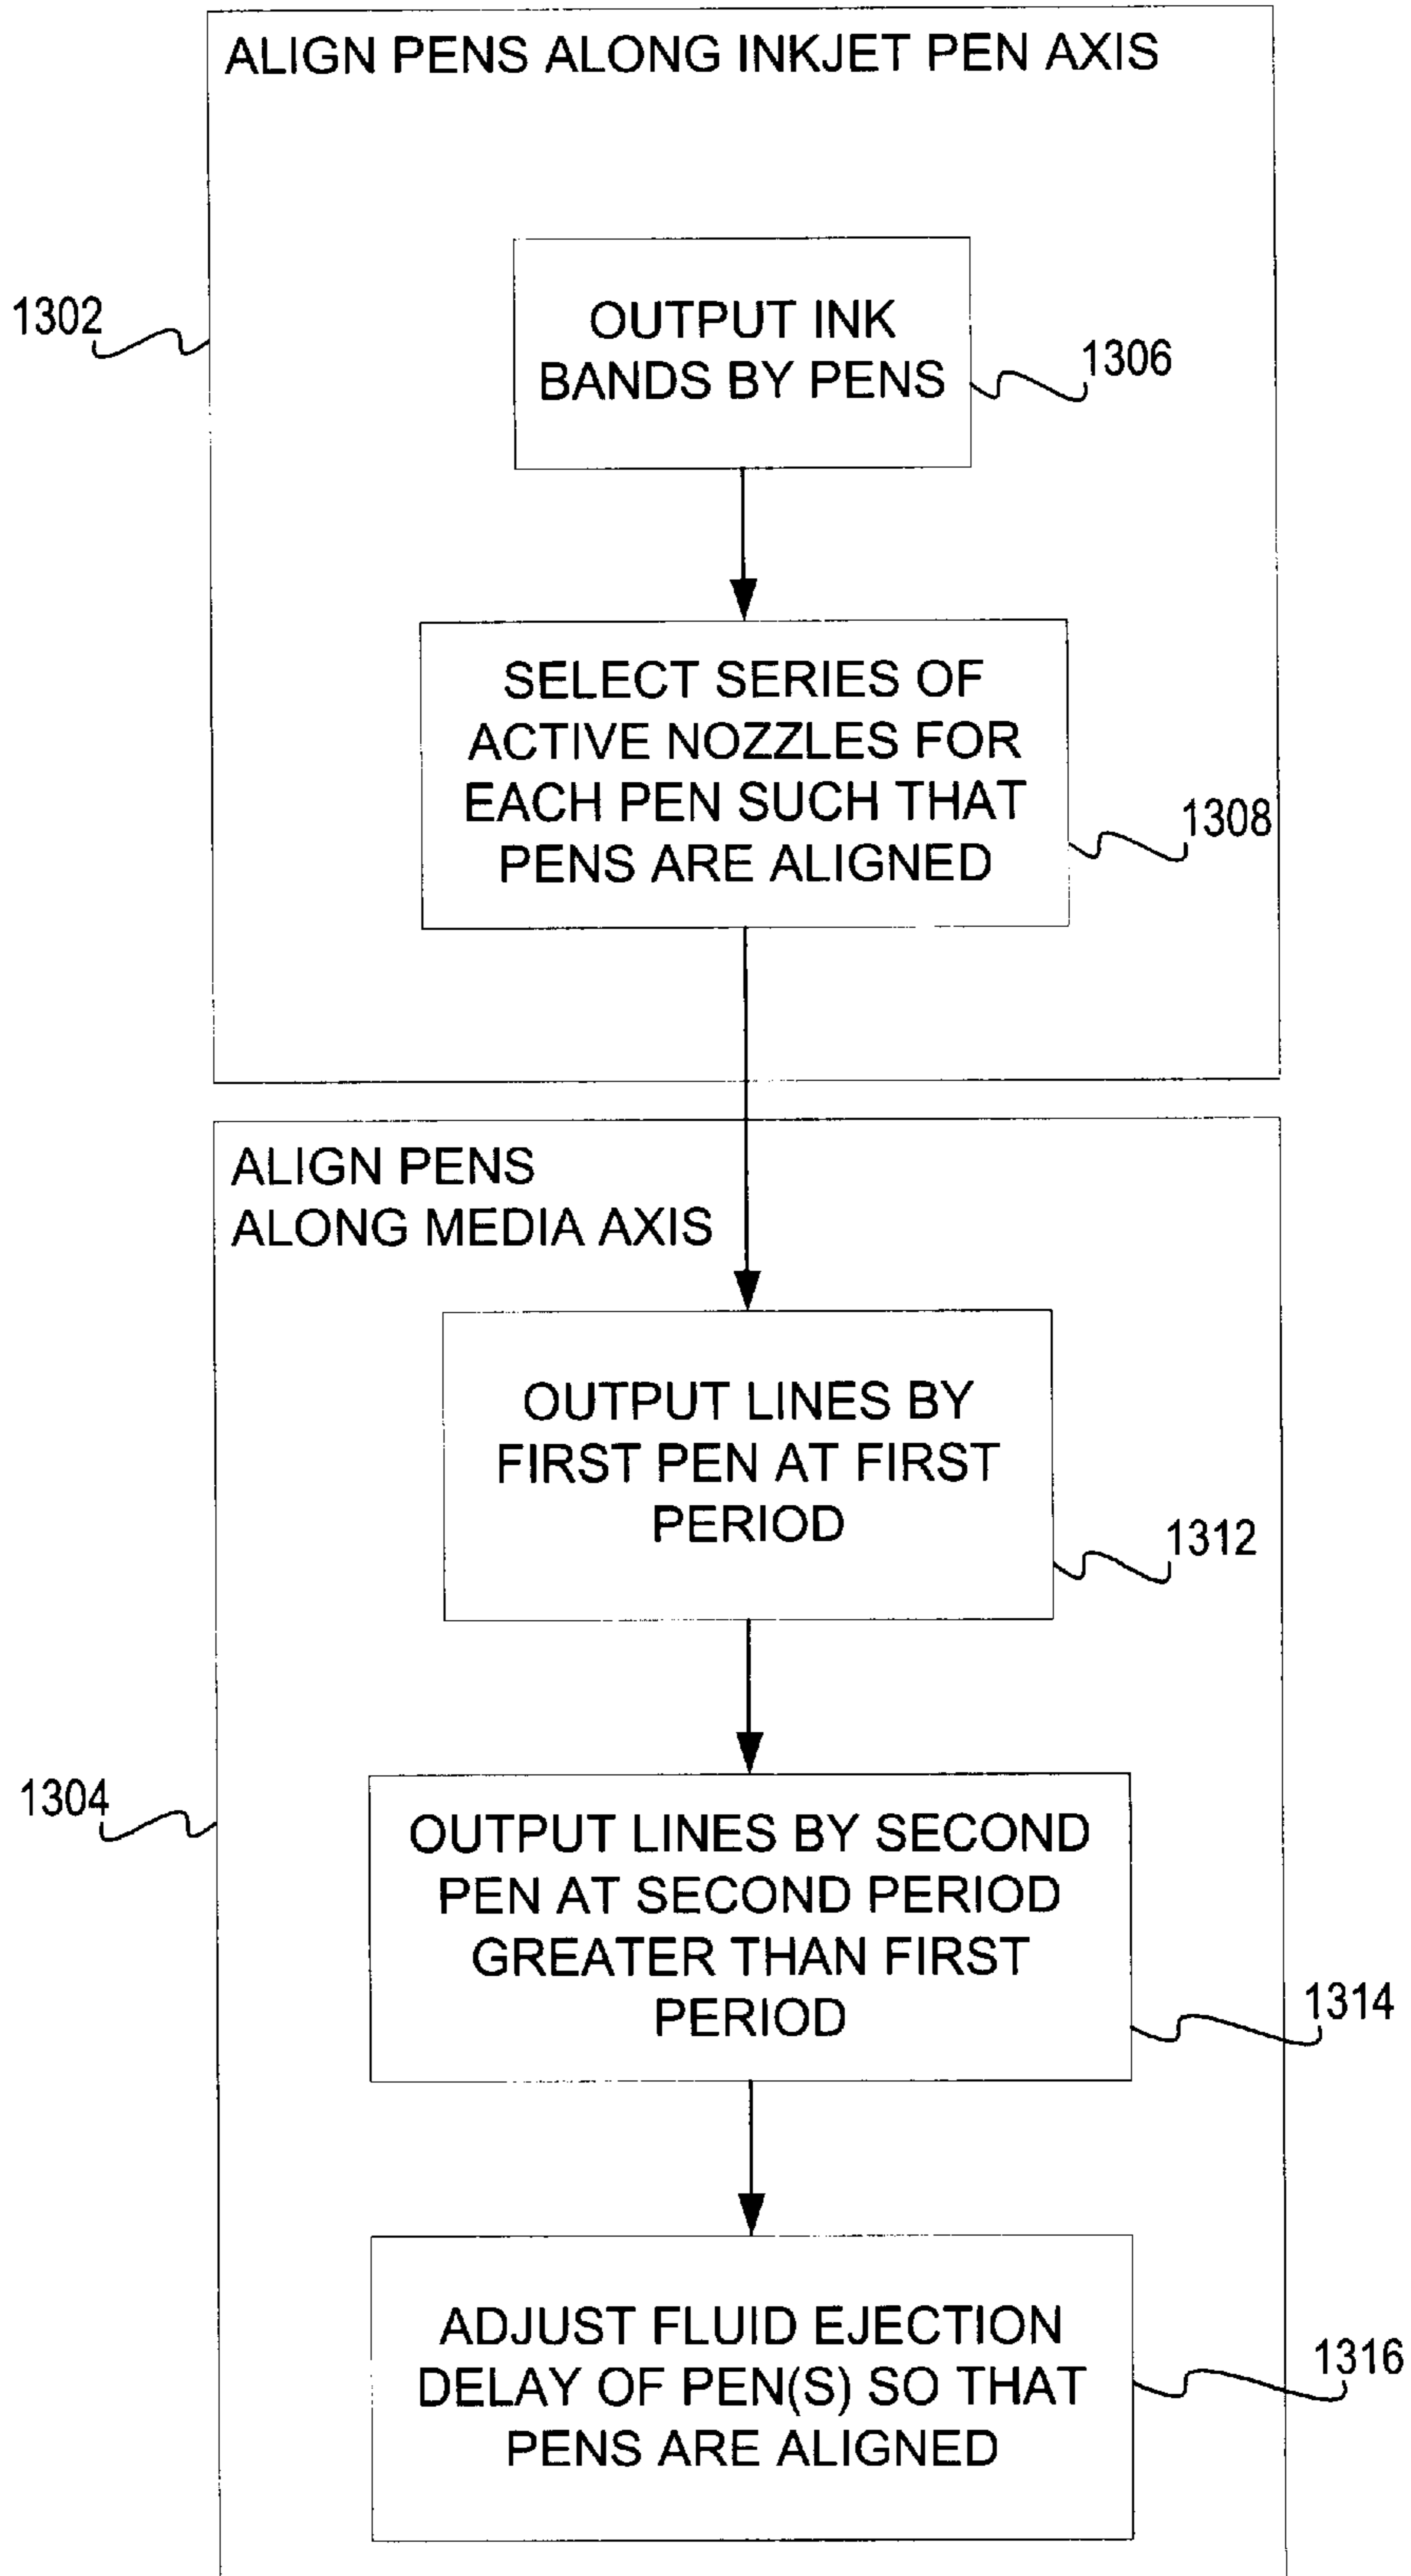 ALIGN PENS ALONG INKJET PEN AXIS
1302
OUTPUT INK
BANDS BY PENS
1306
SELECT SERIES OF
ACTIVE NOZZLES FOR
EACH PEN SUCH THAT
PENS ARE ALIGNED
1308
ALIGN PENS
ALONG MEDIA AXIS
OUTPUT LINES BY
FIRST PEN AT FIRST
PERIOD
1312
1304
OUTPUT LINES BY SECOND
PEN AT SECOND PERIOD
GREATER THAN FIRST
PERIOD
1314
ADJUST FLUID EJECTION
DELAY OF PEN(S) SO THAT
PENS ARE ALIGNED
1316